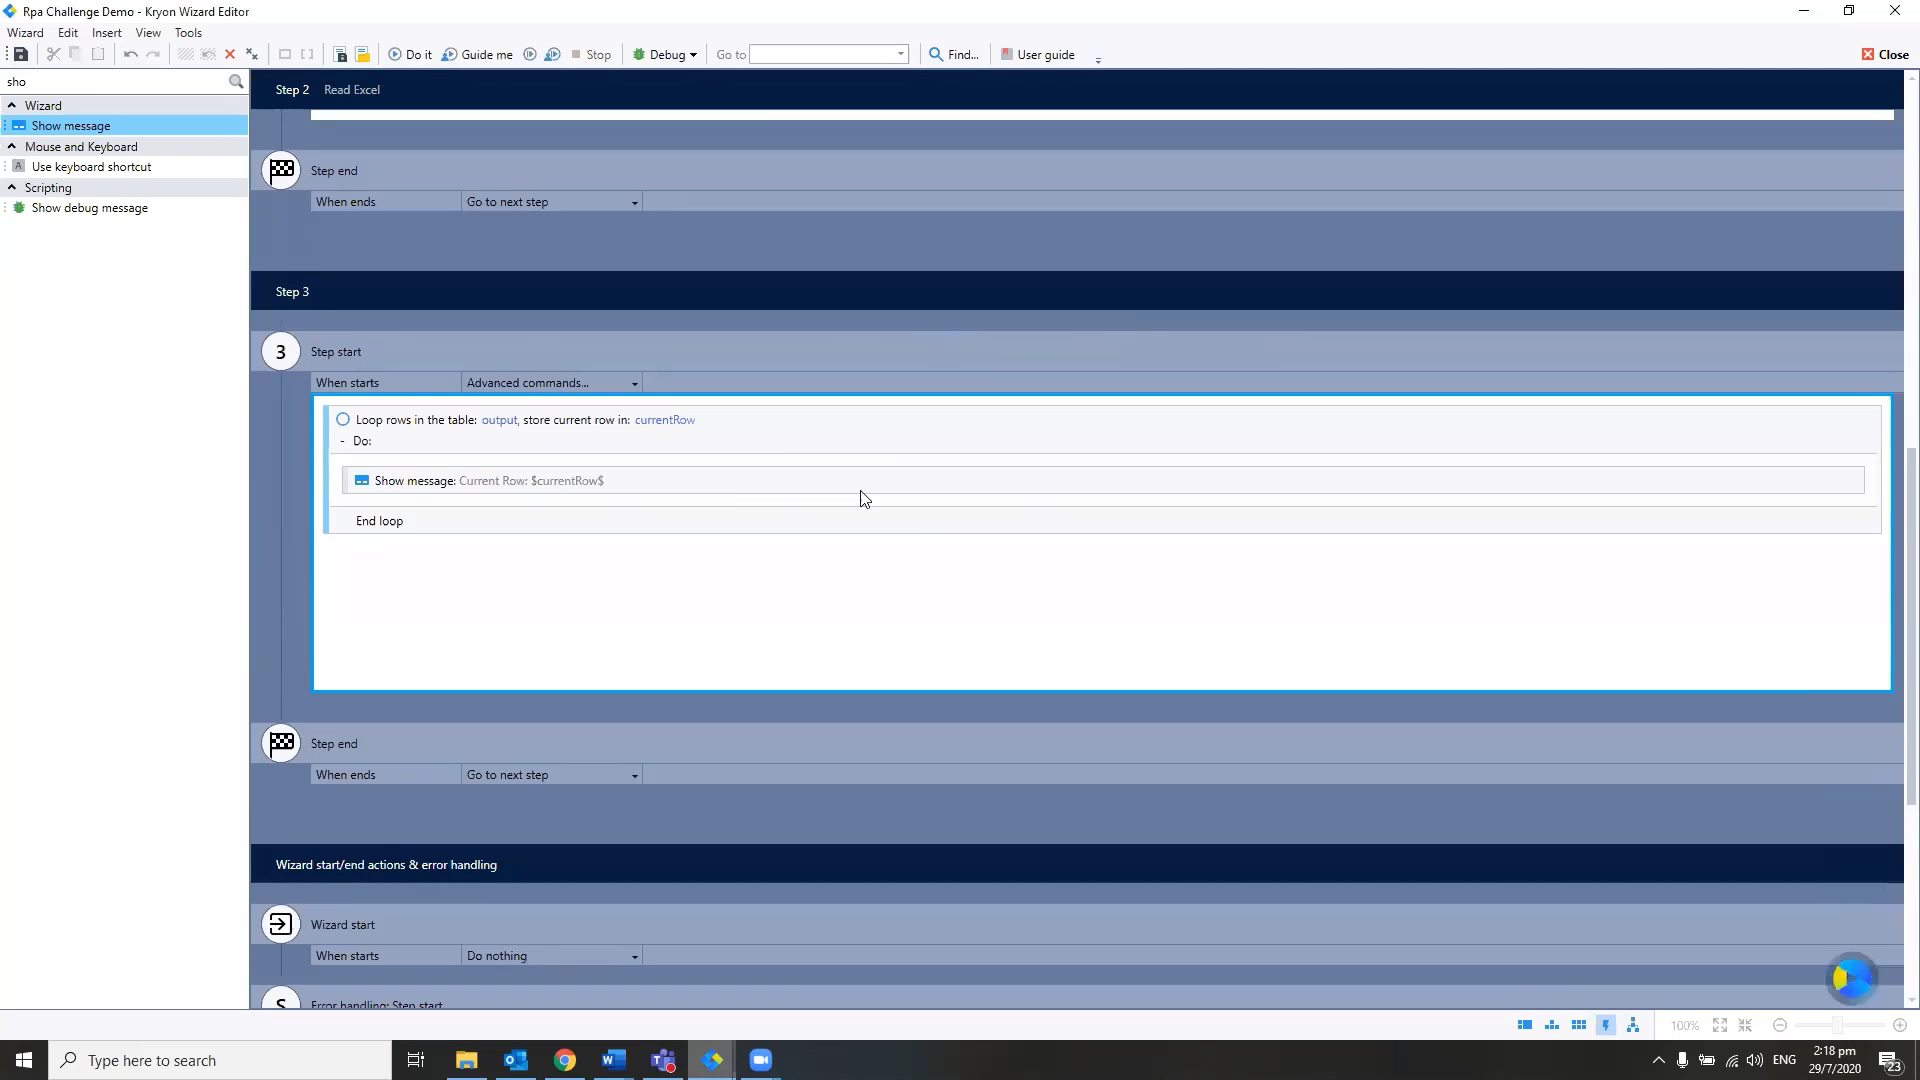 Rpa Challenge Demo - Kryon Wizard Editor
Wizard Edit Insert View Tools
Do it Guide me Stop Debug Go to Find... User guide Close
sho
Wizard
Show message
Mouse and Keyboard
A Use keyboard shortcut
Scripting
Show debug message
Step 2 Read Excel
Step end
When ends Go to next step
Step 3
3 Step start
When starts Advanced commands...
Loop rows in the table: output, store current row in: currentRow
- Do:
Show message: Current Row: $currentRow$
End loop
Step end
When ends Go to next step
Wizard start/end actions & error handling
Wizard start
When starts Do nothing
S Error handling: Step start
100%
Type here to search
ENG
2:18 pm
29/7/2020
23